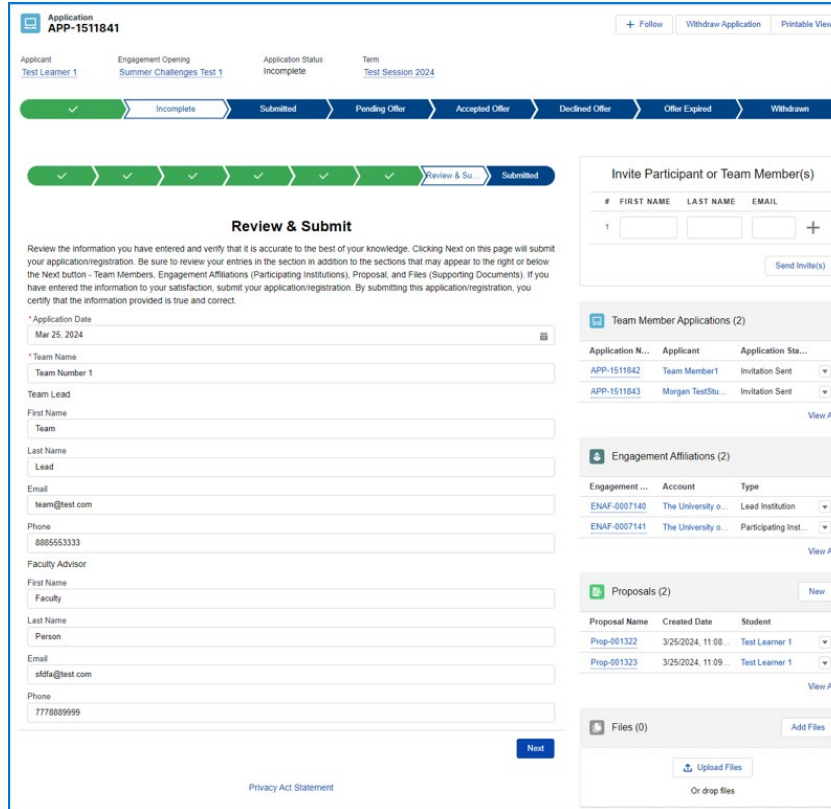 Application
APP-1511841
+ Follow
Withdraw Application
Printable View
Applicant
Engagement Opening
Application Status
Term
Test Learner 1
Summer Challenges Test 1
Incomplete
Test Session 2024
Incomplete
Submitted
Pending Offer
Accepted Offer
Declined Offer
Offer Expired
Withdrawn
Review & Su...
Submitted
Review & Submit
Review the information you have entered and verify that it is accurate to the best of your knowledge. Clicking Next on this page will submit
your application/registration. Be sure to review your entries in the section in addition to the sections that may appear to the right or below
the Next button - Team Members, Engagement Affiliations (Participating Institutions), Proposal, and Files (Supporting Documents). If you
have entered the information to your satisfaction, submit your application/registration. By submitting this application/registration, you
certify that the information provided is true and correct.
*Application Date
Mar 25, 2024
*Team Name
Team Number 1
Team Lead
First Name
Team
Last Name
Lead
Email
team@test.com
Phone
8885553333
Faculty Advisor
First Name
Faculty
Last Name
Person
Email
sfdfa@test.com
Phone
7778889999
Next
Privacy Act Statement
Invite Participant or Team Member(s)
# FIRST NAME LAST NAME EMAIL
1
Send Invite(s)
Team Member Applications (2)
Application N... Applicant Application Sta...
APP-1511842 Team Member1 Invitation Sent
APP-1511843 Morgan TestStu... Invitation Sent
View A
Engagement Affiliations (2)
Engagement ... Account Type
ENAF-0007140 The University o... Lead Institution
ENAF-0007141 The University o... Participating Inst...
View A
Proposals (2)
New
Proposal Name Created Date Student
Prop-001322 3/25/2024, 11:08... Test Learner 1
Prop-001323 3/25/2024, 11:09... Test Learner 1
View A
Files (0)
Add Files
Upload Files
Or drop files